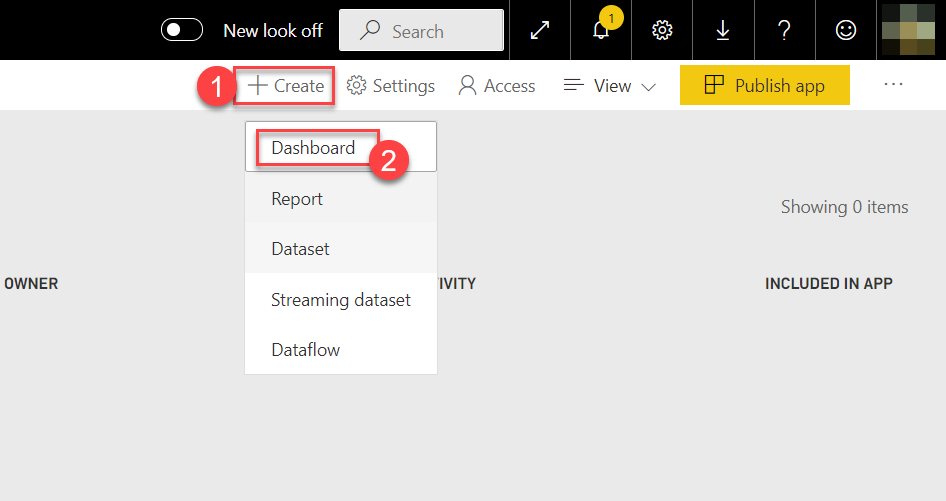 New look off Search 1 ?
1 Create Settings Access View Publish app ...
Dashboard 2
Report
Showing 0 items
Dataset
OWNER IVITY INCLUDED IN APP
Streaming dataset
Dataflow